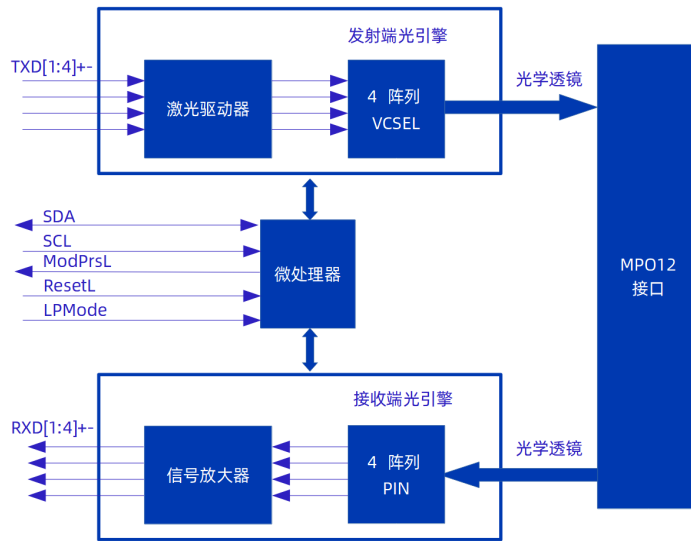 发射端光引擎
TXD[1:4]+-
激光驱动器
4 阵列
VCSEL
光学透镜
SDA
SCL
ModPrsL
ResetL
LPMode
微处理器
MPO12
接口
接收端光引擎
RXD[1:4]+-
信号放大器
4 阵列
PIN
光学透镜